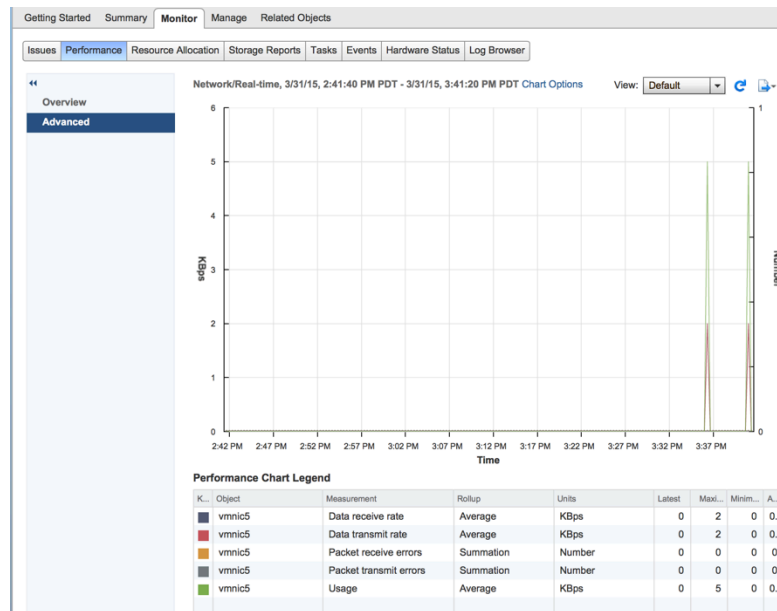 Getting Started Summary Monitor Manage Related Objects
Issues Performance Resource Allocation Storage Reports Tasks Events Hardware Status Log Browser
Overview
Advanced
Network/Real-time, 3/31/15, 2:41:40 PM PDT - 3/31/15, 3:41:20 PM PDT Chart Options View: Default
6 1
5
4
KBps
3
2
1
0 0
2:42 PM 2:47 PM 2:52 PM 2:57 PM 3:02 PM 3:07 PM 3:12 PM 3:17 PM 3:22 PM 3:27 PM 3:32 PM 3:37 PM
Time
Performance Chart Legend
K... Object Measurement Rollup Units Latest Maxi... Minim... A...
vmnic5 Data receive rate Average KBps 0 2 0 0.
vmnic5 Data transmit rate Average KBps 0 2 0 0.
vmnic5 Packet receive errors Summation Number 0 0 0 0
vmnic5 Packet transmit errors Summation Number 0 0 0 0
vmnic5 Usage Average KBps 0 5 0 0.